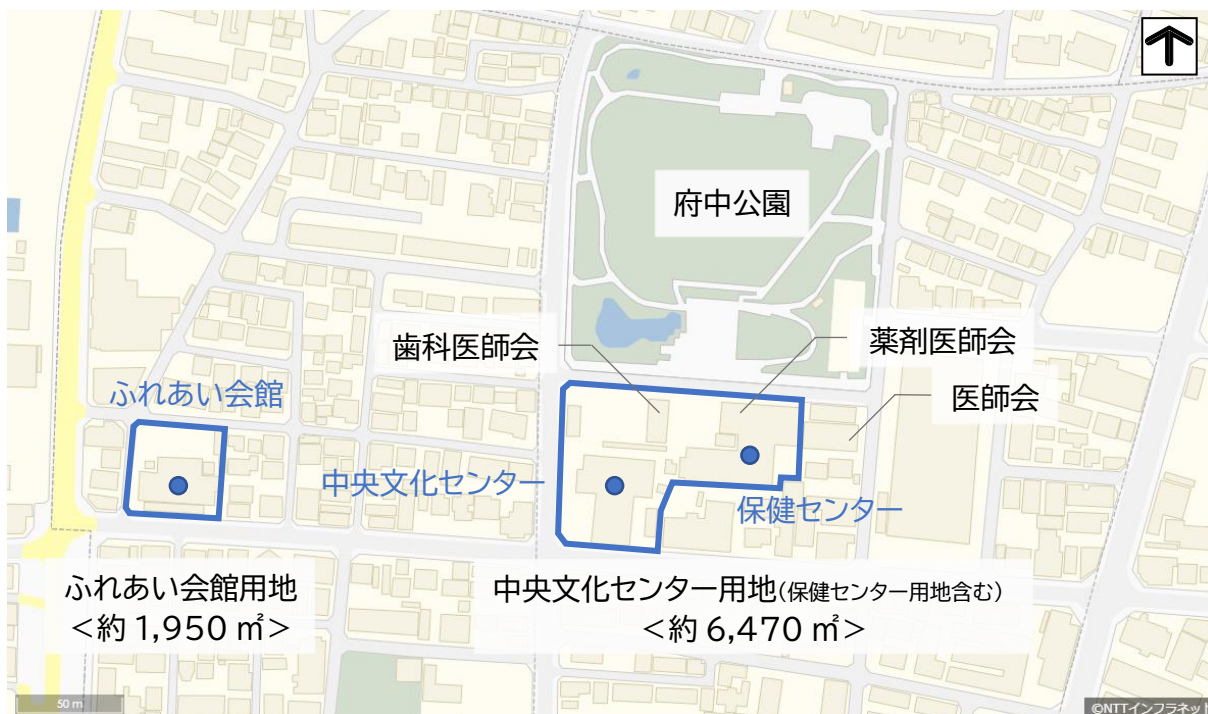 府中公園
歯科医師会
薬剤医師会
医師会
ふれあい会館
中央文化センター
保健センター
ふれあい会館用地
<約 1,950 ㎡>
中央文化センター用地(保健センター用地含む)
<約 6,470 ㎡>
50 m
©NTTインフラネット